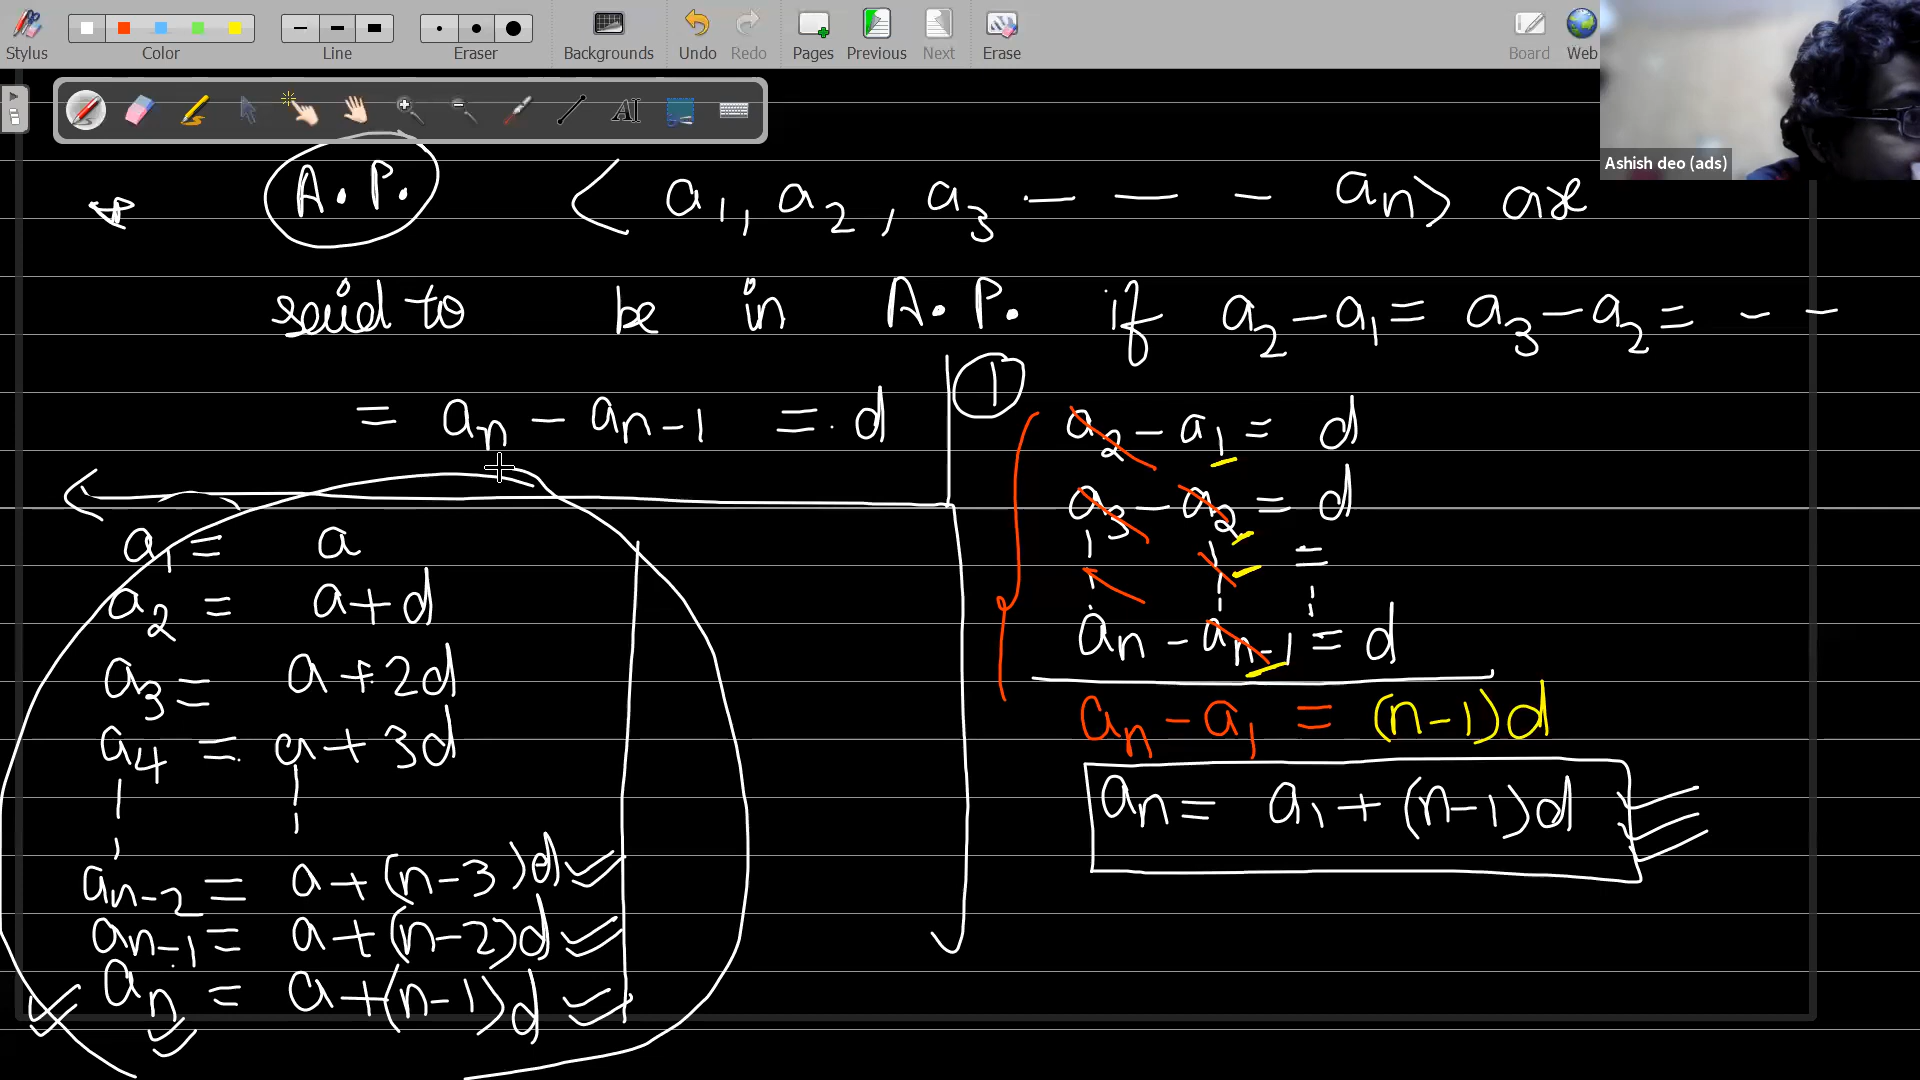 Stylus Color Line Eraser Backgrounds Undo Redo Pages Previous Next Erase Board Web
Ashish deo (ads)
A.P. < a₁, a₂, a₃ - - - aₙ > are
said to be in A.P. if a₂ - a₁ = a₃ - a₂ = - -
= aₙ - aₙ₋₁ = d
a₁ = a
a₂ = a + d
a₃ = a + 2d
a₄ = a + 3d
aₙ₋₂ = a + (n-3)d
aₙ₋₁ = a + (n-2)d
aₙ = a + (n-1)d
①
a₂ - a₁ = d
a₃ - a₂ = d
=
aₙ - aₙ₋₁ = d
aₙ - a₁ = (n-1)d
aₙ = a₁ + (n-1)d